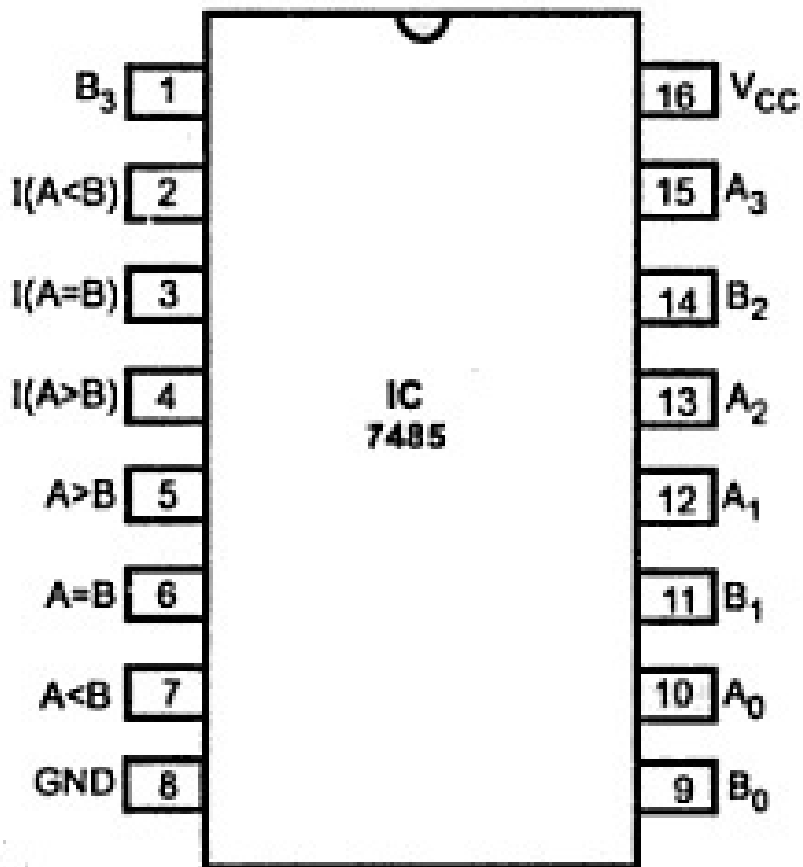 B₃ 1 16 V_CC
I(A<B) 2 15 A₃
I(A=B) 3 14 B₂
I(A>B) 4 IC 13 A₂
7485
A>B 5 12 A₁
A=B 6 11 B₁
A<B 7 10 A₀
GND 8 9 B₀